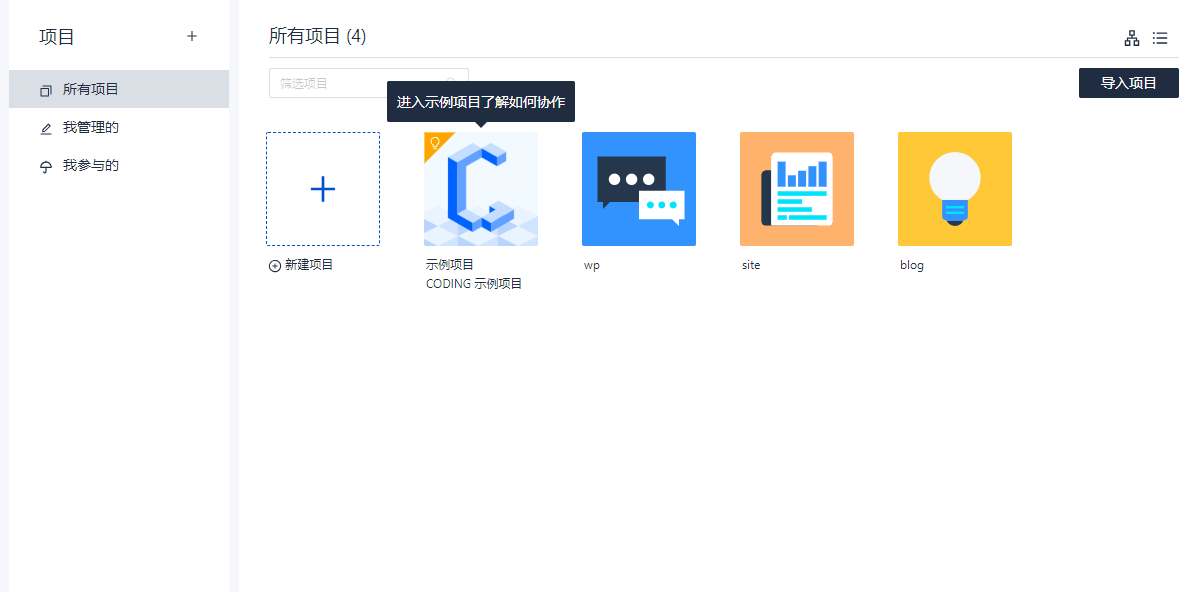 项目
所有项目
我管理的
我参与的
所有项目 (4)
筛选项目
进入示例项目了解如何协作
导入项目
新建项目
示例项目
CODING 示例项目
wp
site
blog